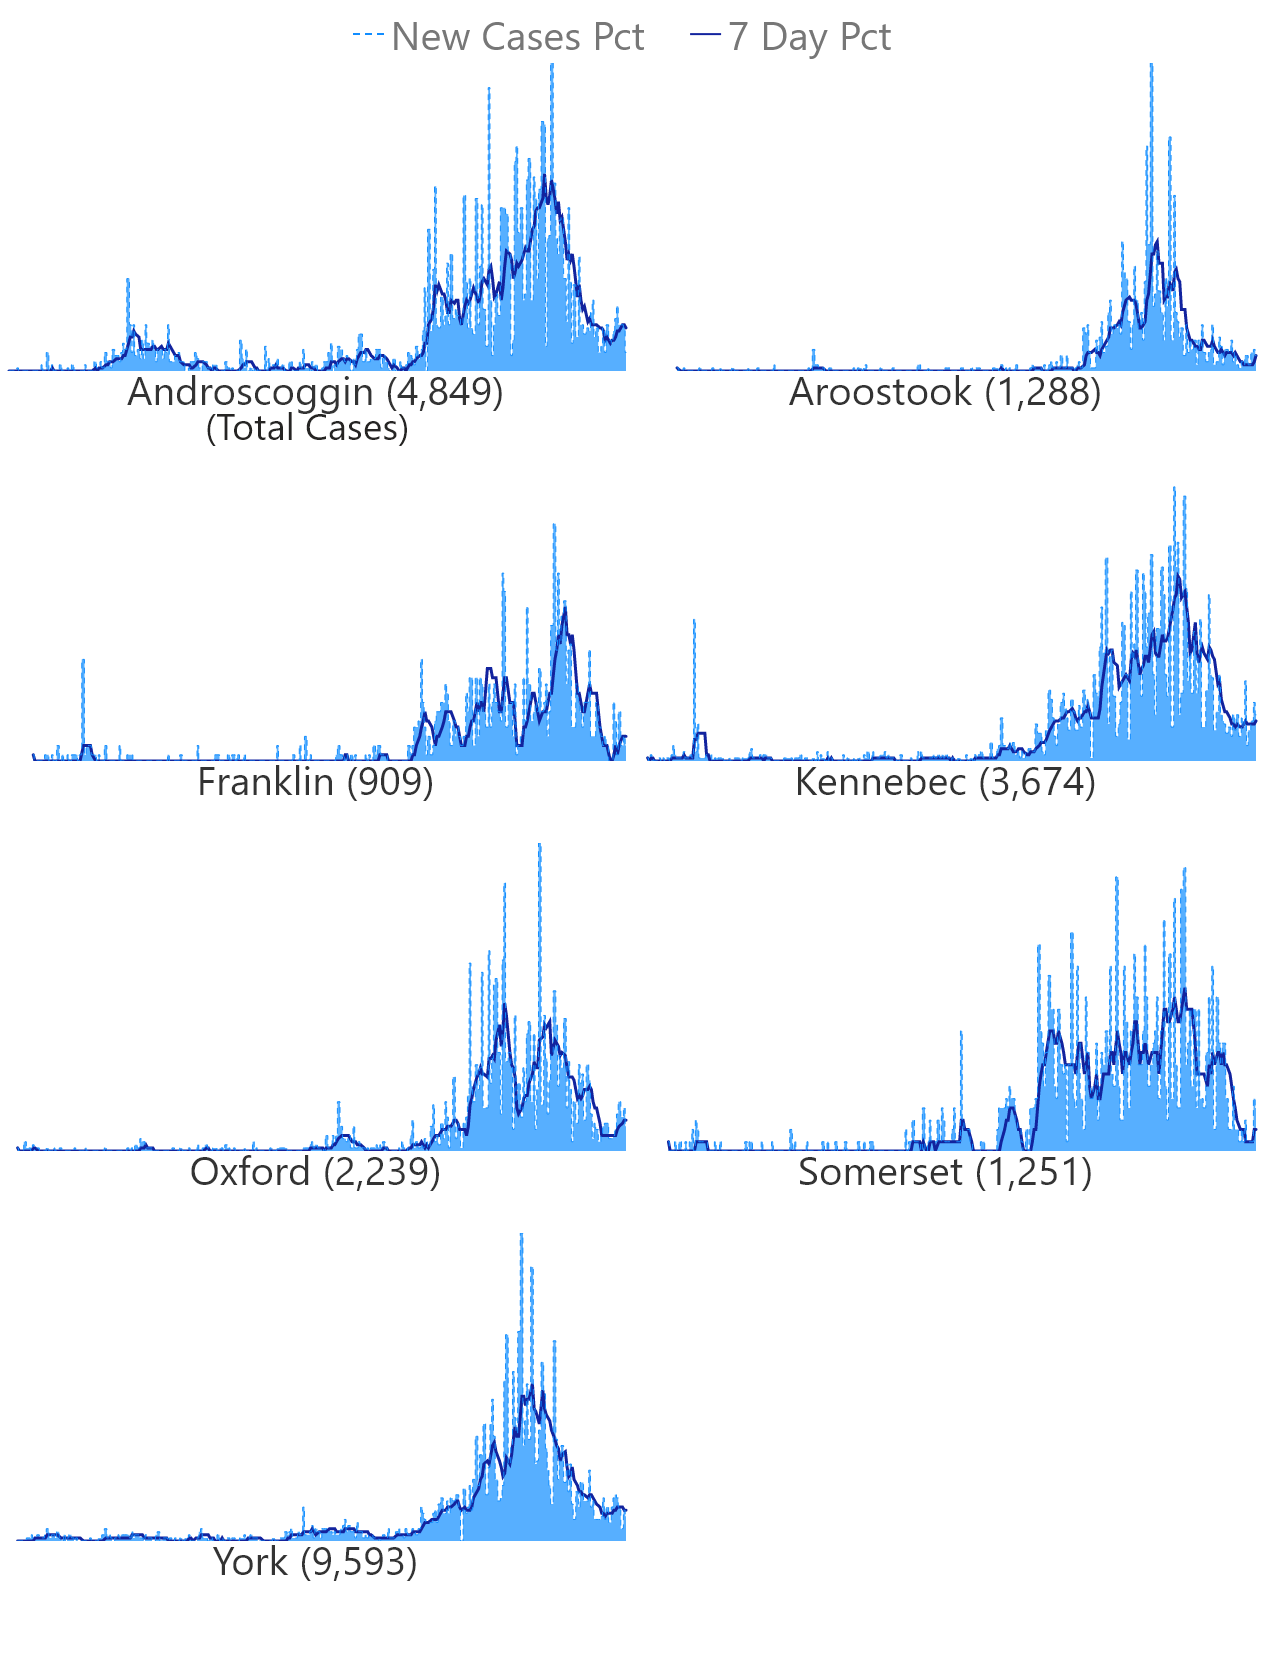 New Cases Pct 7 Day Pct
Androscoggin (4,849)
(Total Cases)
Aroostook (1,288)
Franklin (909)
Kennebec (3,674)
Oxford (2,239)
Somerset (1,251)
York (9,593)